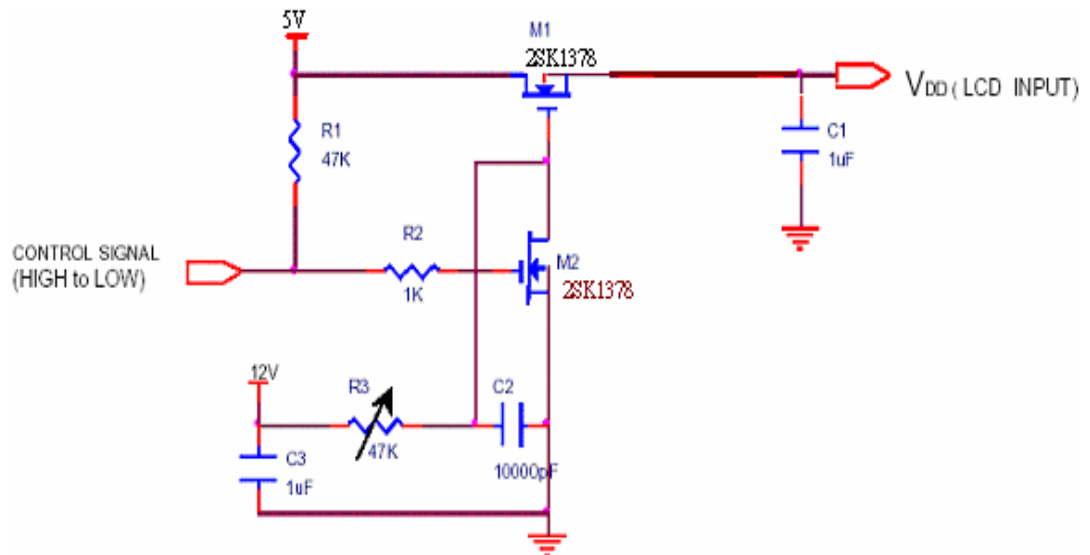 5V
M1
2SK1378
VDD ( LCD INPUT)
R1
47K
C1
1uF
CONTROL SIGNAL
(HIGH to LOW)
R2
1K
M2
2SK1378
12V
R3
47K
C2
10000pF
C3
1uF